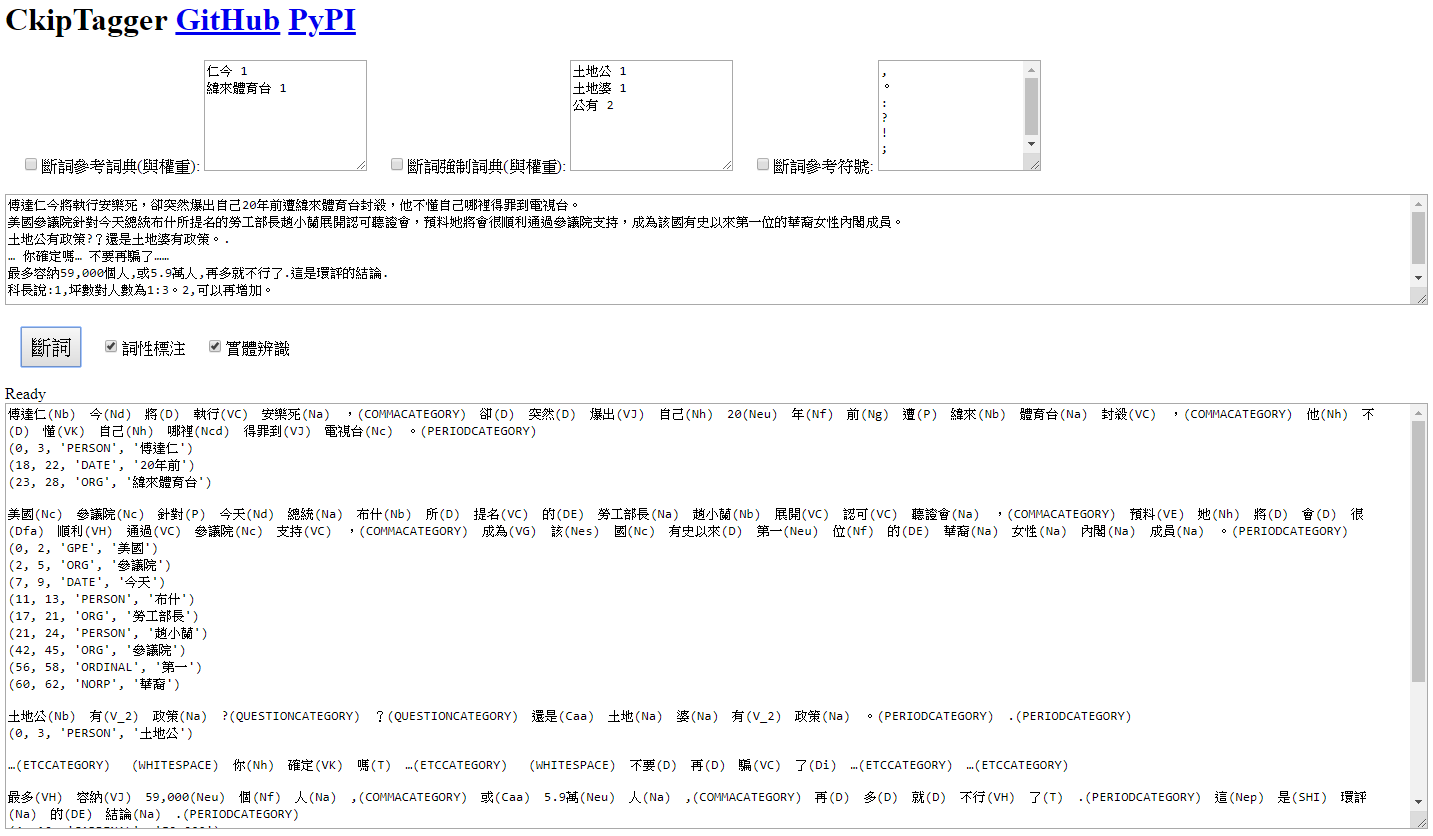 CkipTagger GitHub PyPI
斷詞參考詞典(與權重):
仁今 1
緯來體育台 1
斷詞強制詞典(與權重):
土地公 1
土地婆 1
公有 2
斷詞參考符號:
,
。
:
?
!
;
傅達仁今將執行安樂死，卻突然爆出自己20年前遭緯來體育台封殺，他不懂自己哪裡得罪到電視台。
美國參議院針對今天總統布什所提名的勞工部長趙小蘭展開認可聽證會，預料她將會很順利通過參議院支持，成為該國有史以來第一位的華裔女性內閣成員。
土地公有政策?？還是土地婆有政策。.
… 你確定嗎… 不要再騙了……
最多容納59,000個人,或5.9萬人,再多就不行了.這是環評的結論.
科長說:1,坪數對人數為1:3。2,可以再增加。
斷詞 詞性標注 實體辨識
Ready
傅達仁(Nb) 今(Nd) 將(D) 執行(VC) 安樂死(Na) ，(COMMACATEGORY) 卻(D) 突然(D) 爆出(VJ) 自己(Nh) 20(Neu) 年(Nf) 前(Ng) 遭(P) 緯來(Nb) 體育台(Na) 封殺(VC) ，(COMMACATEGORY) 他(Nh) 不
(D) 懂(VK) 自己(Nh) 哪裡(Ncd) 得罪到(VJ) 電視台(Nc) 。(PERIODCATEGORY)
(0, 3, 'PERSON', '傅達仁')
(18, 22, 'DATE', '20年前')
(23, 28, 'ORG', '緯來體育台')
美國(Nc) 參議院(Nc) 針對(P) 今天(Nd) 總統(Na) 布什(Nb) 所(D) 提名(VC) 的(DE) 勞工部長(Na) 趙小蘭(Nb) 展開(VC) 認可(VC) 聽證會(Na) ，(COMMACATEGORY) 預料(VE) 她(Nh) 將(D) 會(D) 很
(Dfa) 順利(VH) 通過(VC) 參議院(Nc) 支持(VC) ，(COMMACATEGORY) 成為(VG) 該(Nes) 國(Nc) 有史以來(D) 第一(Neu) 位(Nf) 的(DE) 華裔(Na) 女性(Na) 內閣(Na) 成員(Na) 。(PERIODCATEGORY)
(0, 2, 'GPE', '美國')
(2, 5, 'ORG', '參議院')
(7, 9, 'DATE', '今天')
(11, 13, 'PERSON', '布什')
(17, 21, 'ORG', '勞工部長')
(21, 24, 'PERSON', '趙小蘭')
(42, 45, 'ORG', '參議院')
(56, 58, 'ORDINAL', '第一')
(60, 62, 'NORP', '華裔')
土地公(Nb) 有(V_2) 政策(Na) ?(QUESTIONCATEGORY) ？(QUESTIONCATEGORY) 還是(Caa) 土地(Na) 婆(Na) 有(V_2) 政策(Na) 。(PERIODCATEGORY) .(PERIODCATEGORY)
(0, 3, 'PERSON', '土地公')
…(ETCCATEGORY) (WHITESPACE) 你(Nh) 確定(VK) 嗎(T) …(ETCCATEGORY) (WHITESPACE) 不要(D) 再(D) 騙(VC) 了(Di) …(ETCCATEGORY) …(ETCCATEGORY)
最多(VH) 容納(VJ) 59,000(Neu) 個(Nf) 人(Na) ,(COMMACATEGORY) 或(Caa) 5.9萬(Neu) 人(Na) ,(COMMACATEGORY) 再(D) 多(D) 就(D) 不行(VH) 了(T) .(PERIODCATEGORY) 這(Nep) 是(SHI) 環評
(Na) 的(DE) 結論(Na) .(PERIODCATEGORY)